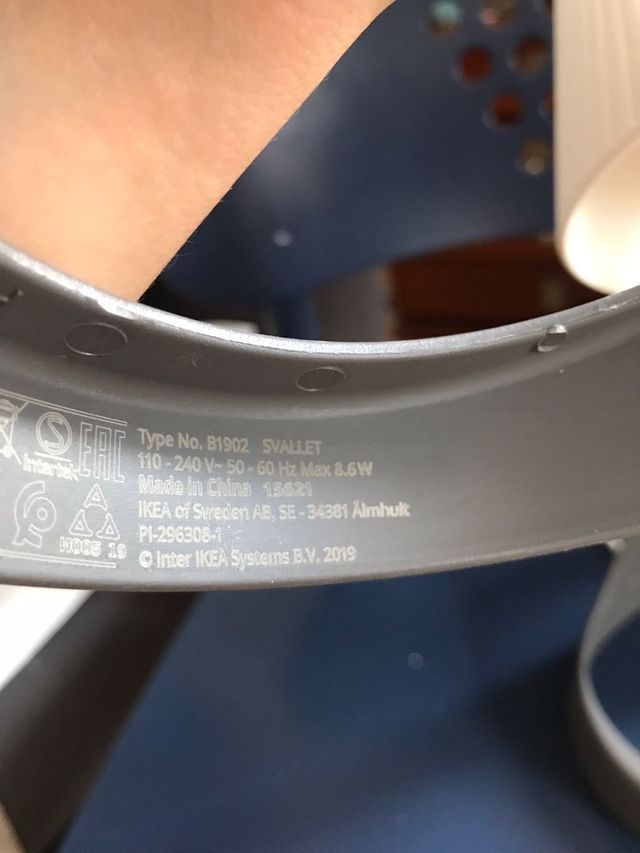 S
Intertek
EAC
И005 19
Type No. B1902 SVALLET
110 - 240 V~ 50 - 60 Hz Max 8.6W
Made in China 15621
IKEA of Sweden AB, SE - 34381 Älmhult
PI-296308-1
© Inter IKEA Systems B.V. 2019